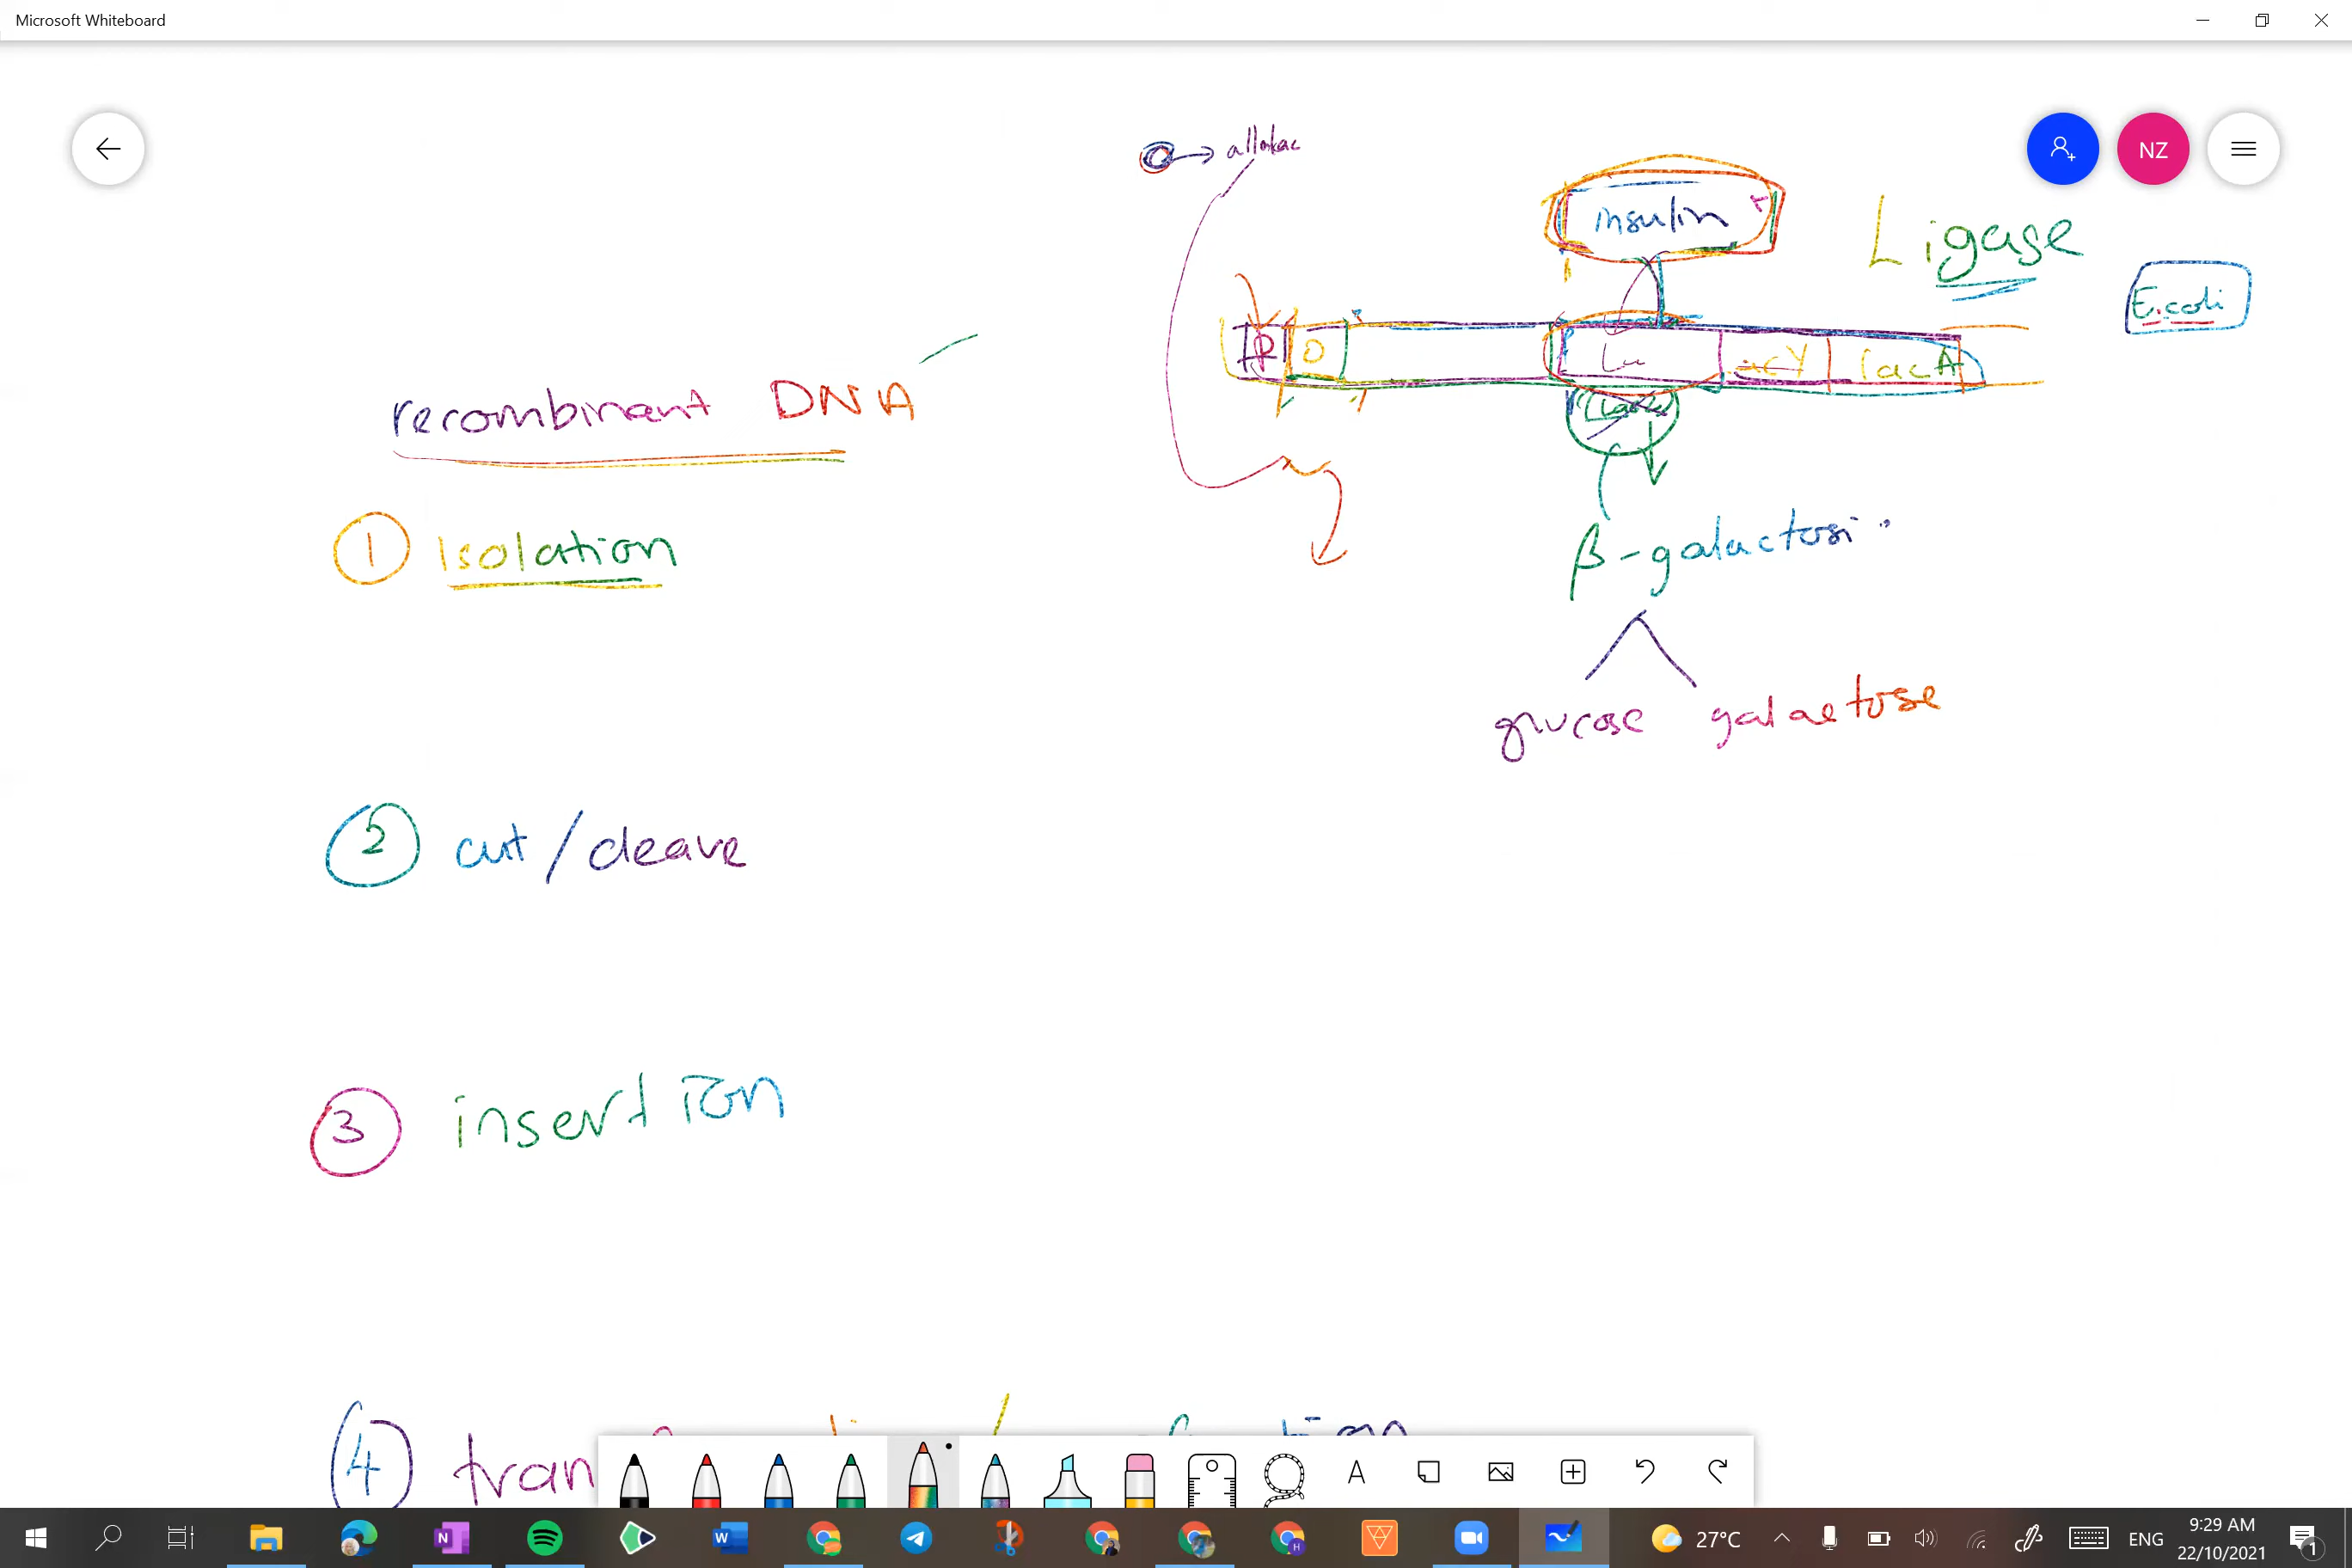 Microsoft Whiteboard
NZ
insulin
Ligase
E.coli
P O lacA
recombinant DNA
1 Isolation
β-galactosi
glucose galactose
2 cut/cleave
3 insertion
4 tran
A
W
N
H
27°C
ENG
9:29 AM
22/10/2021
1